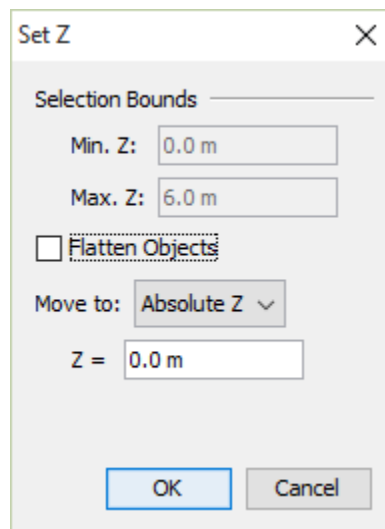 Set Z
Selection Bounds
Min. Z: 0.0 m
Max. Z: 6.0 m
Flatten Objects
Move to: Absolute Z
Z = 0.0 m
OK Cancel